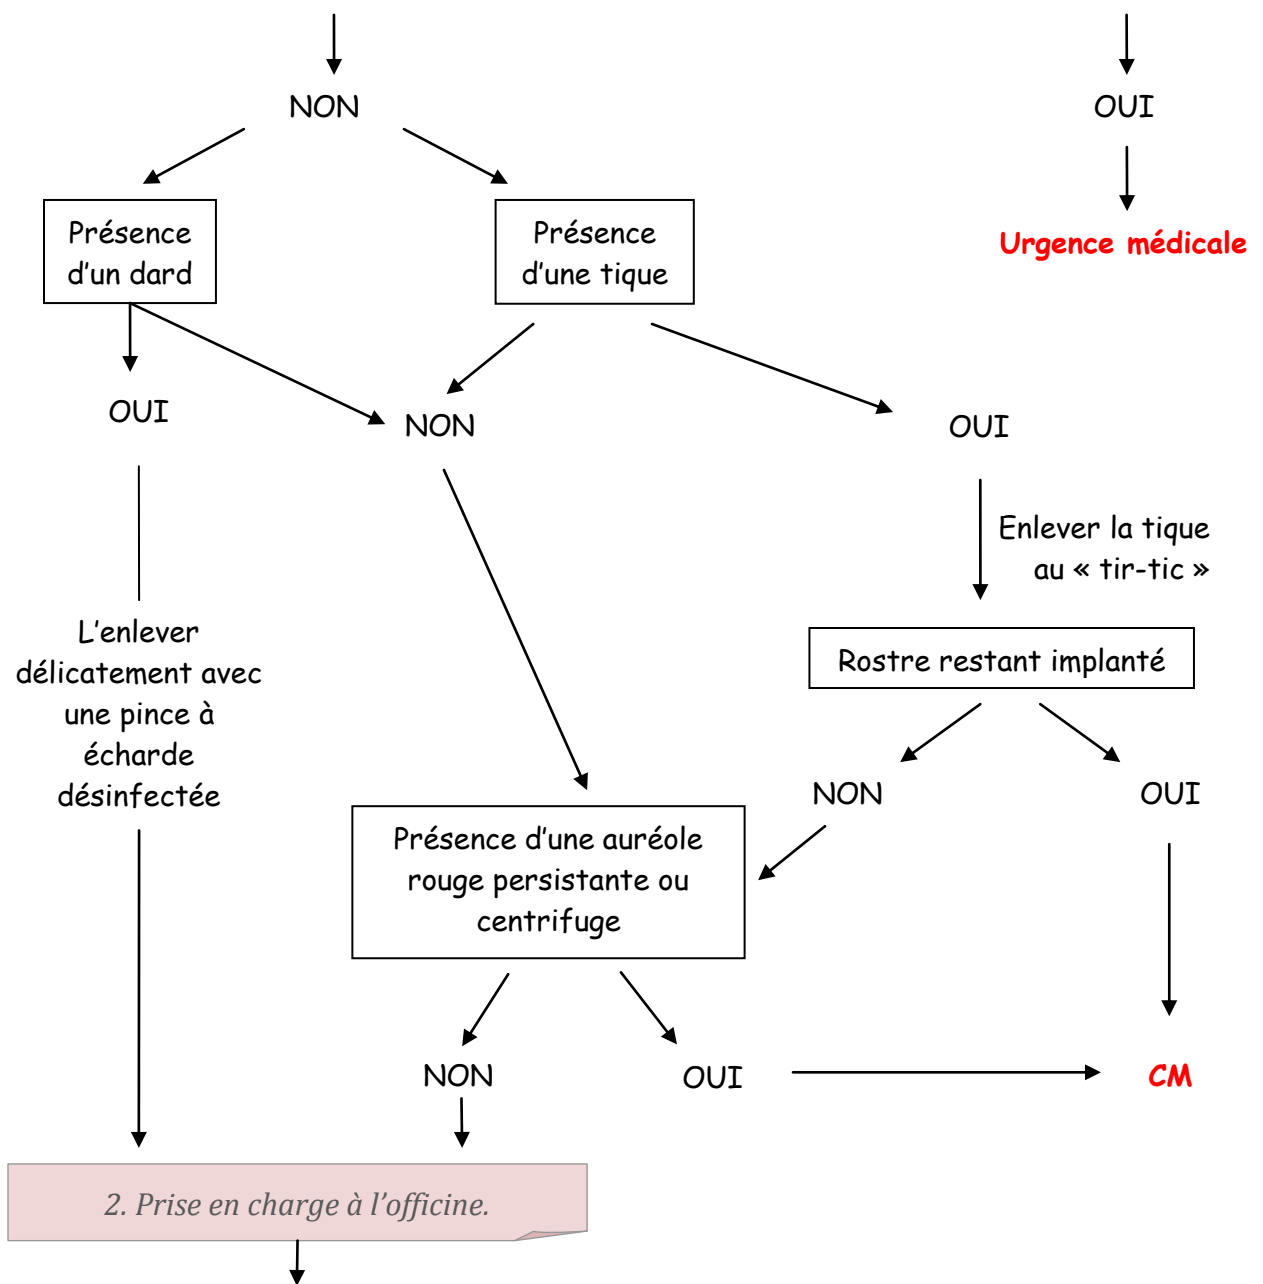 NON
OUI
Présence
d'un dard
Présence
d'une tique
Urgence médicale
OUI
NON
OUI
Enlever la tique
au « tir-tic »
L'enlever
délicatement avec
une pince à
écharde
désinfectée
Rostre restant implanté
NON
OUI
Présence d'une auréole
rouge persistante ou
centrifuge
NON
OUI
CM
2. Prise en charge à l'officine.